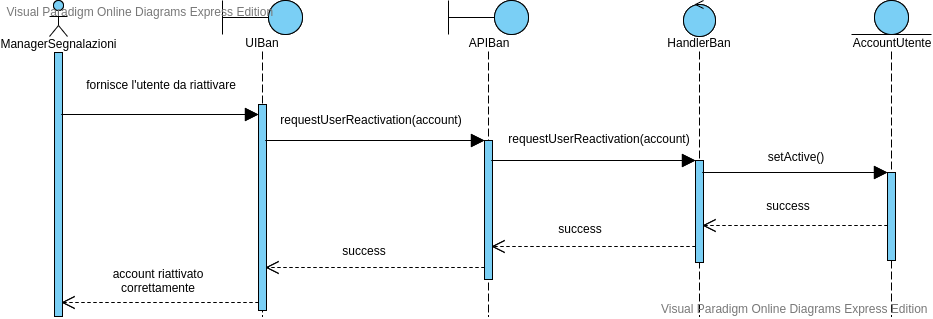 Visual Paradigm Online Diagrams Express Edition
ManagerSegnalazioni
UIBan
APIBan
HandlerBan
AccountUtente
fornisce l'utente da riattivare
requestUserReactivation(account)
requestUserReactivation(account)
setActive()
success
success
success
account riattivato
correttamente
Visual Paradigm Online Diagrams Express Edition